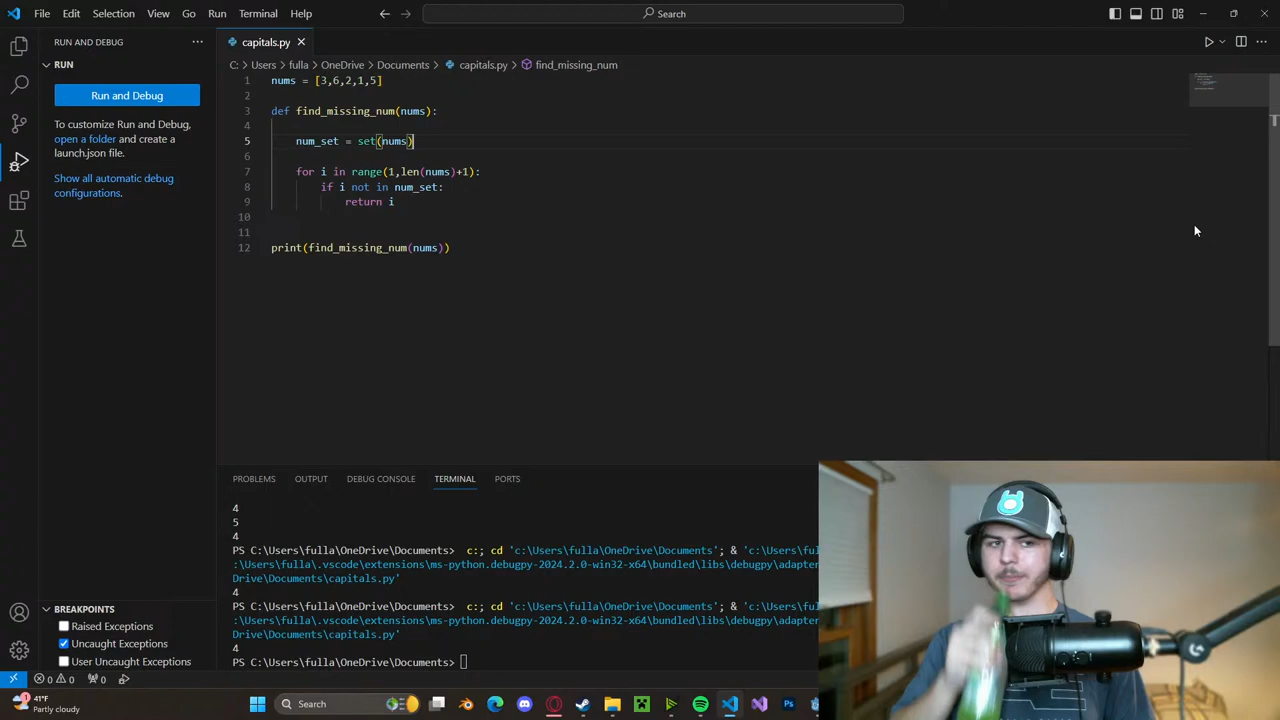 File Edit Selection View Go Run Terminal Help
Search
RUN AND DEBUG
capitals.py
RUN
C: > Users > fulla > OneDrive > Documents > capitals.py > find_missing_num
Run and Debug
To customize Run and Debug,
open a folder and create a
launch.json file.
Show all automatic debug
configurations.
1 nums = [3,6,2,1,5]
2
3 def find_missing_num(nums):
4
5 num_set = set(nums)
6
7 for i in range(1,len(nums)+1):
8 if i not in num_set:
9 return i
10
11
12 print(find_missing_num(nums))
PROBLEMS OUTPUT DEBUG CONSOLE TERMINAL PORTS
4
5
4
PS C:\Users\fulla\OneDrive\Documents> c:; cd 'c:\Users\fulla\OneDrive\Documents'; & 'c:\Users\ful
:\Users\fulla\.vscode\extensions\ms-python.debugpy-2024.2.0-win32-x64\bundled\libs\debugpy\adapte
Drive\Documents\capitals.py'
4
PS C:\Users\fulla\OneDrive\Documents> c:; cd 'c:\Users\fulla\OneDrive\Documents'; & 'c:\Users\ful
:\Users\fulla\.vscode\extensions\ms-python.debugpy-2024.2.0-win32-x64\bundled\libs\debugpy\adapte
Drive\Documents\capitals.py'
4
PS C:\Users\fulla\OneDrive\Documents>
BREAKPOINTS
Raised Exceptions
Uncaught Exceptions
User Uncaught Exceptions
0 0 0
1
41°F
Partly cloudy
Search
Ps